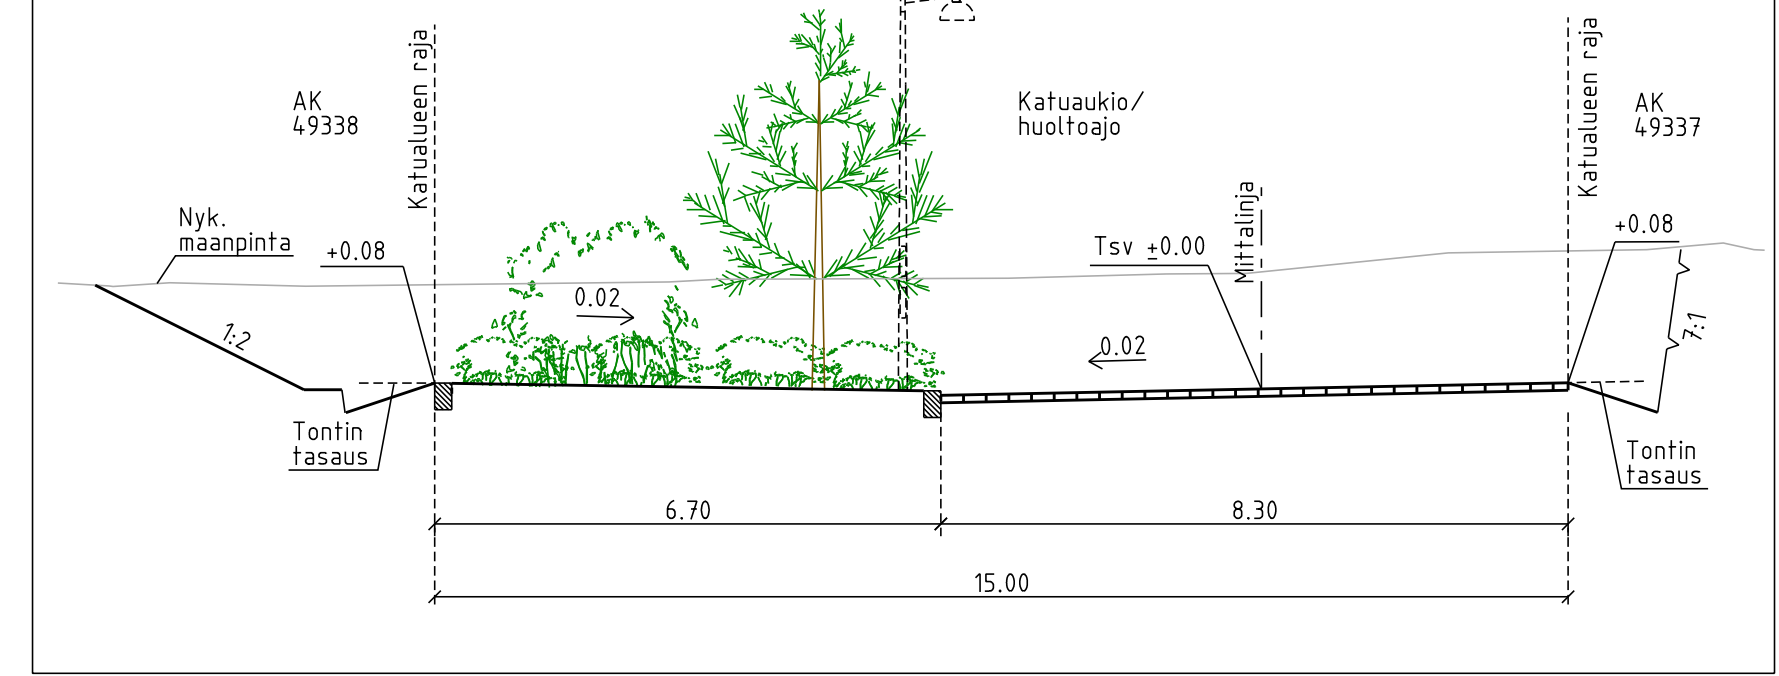 Katualueen raja
AK
49338
Katuaukio/
huoltoajo
Katualueen raja
AK
49337
Nyk.
maanpinta
+0.08
Tsv ±0.00
Mittalinja
+0.08
1:2
0.02
0.02
7:1
Tontin
tasaus
Tontin
tasaus
6.70
8.30
15.00